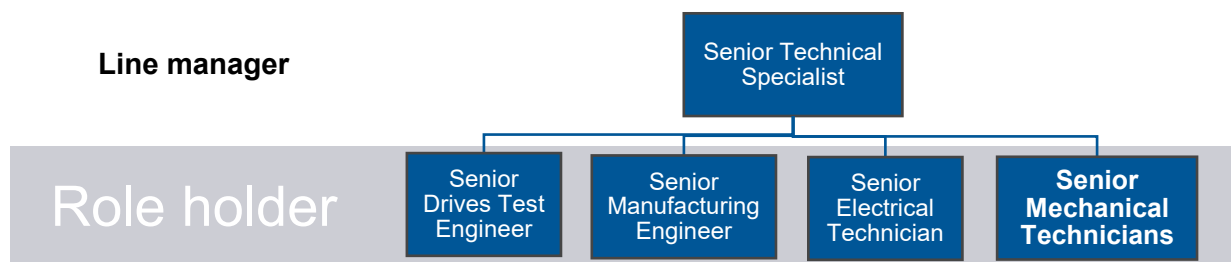 Line manager
Senior Technical
Specialist
Role holder
Senior
Drives Test
Engineer
Senior
Manufacturing
Engineer
Senior
Electrical
Technician
Senior
Mechanical
Technicians